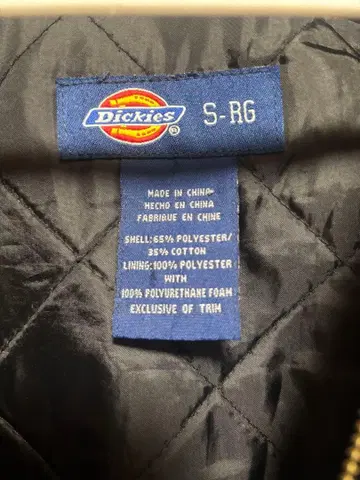 Dickies®
S-RG
MADE IN CHINA
HECHO EN CHINA
FABRIQUE EN CHINE
SHELL: 65% POLYESTER/
35% COTTON
LINING: 100% POLYESTER
WITH
100% POLYURETHANE FOAM
EXCLUSIVE OF TRIM